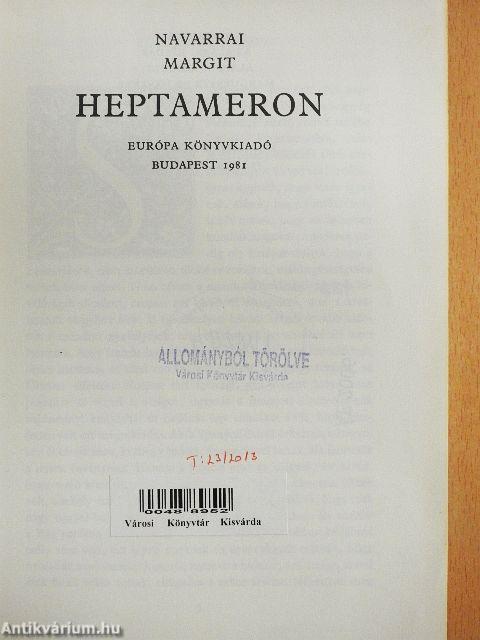 NAVARRAI
MARGIT
HEPTAMERON
EURÓPA KÖNYVKIADÓ
BUDAPEST 1981
ÁLLOMÁNYBÓL TÖRÖLVE
Városi Könyvtár Kisvárda
T: 23/2013
0048 8952
Városi Könyvtár Kisvárda
Antikvárium.hu